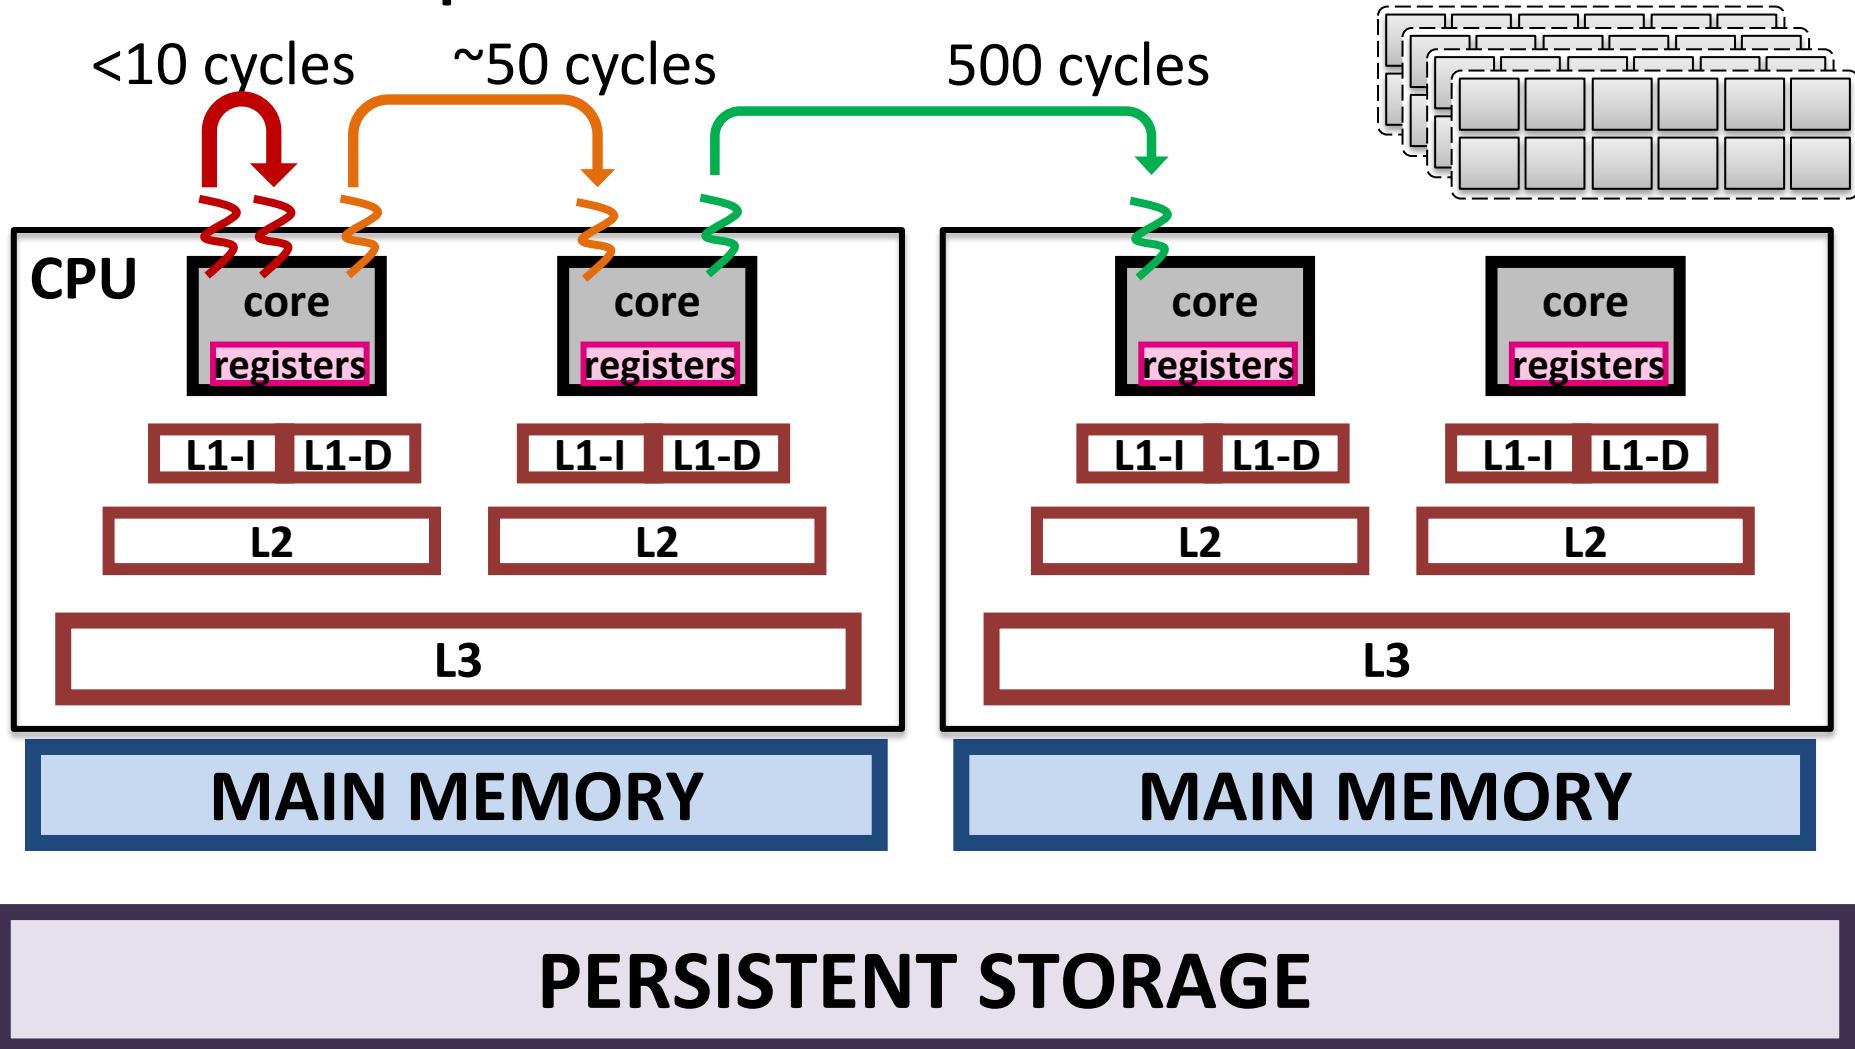 <10 cycles ~50 cycles 500 cycles
CPU
core core core core
registers registers registers registers
L1-I L1-D L1-I L1-D L1-I L1-D L1-I L1-D
L2 L2 L2 L2
L3 L3
MAIN MEMORY MAIN MEMORY
PERSISTENT STORAGE